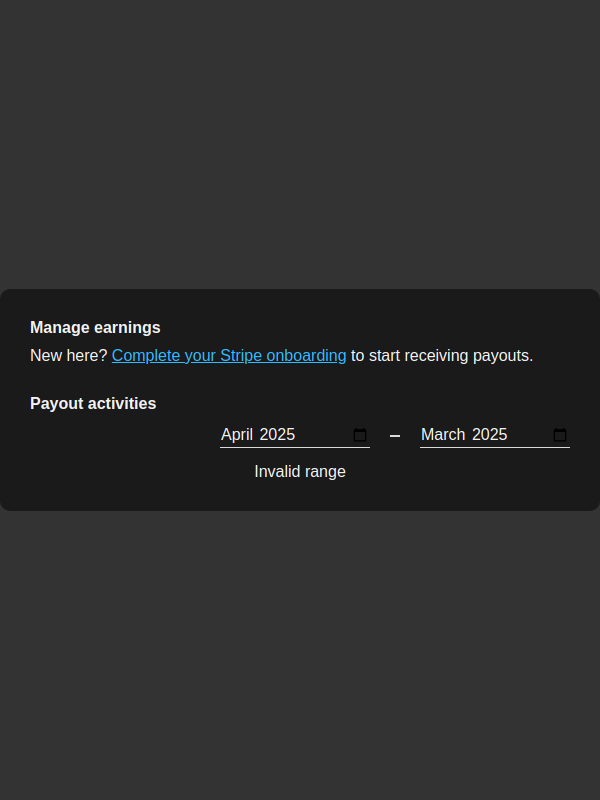 Manage earnings
New here? Complete your Stripe onboarding to start receiving payouts.
Payout activities
April 2025 – March 2025
Invalid range